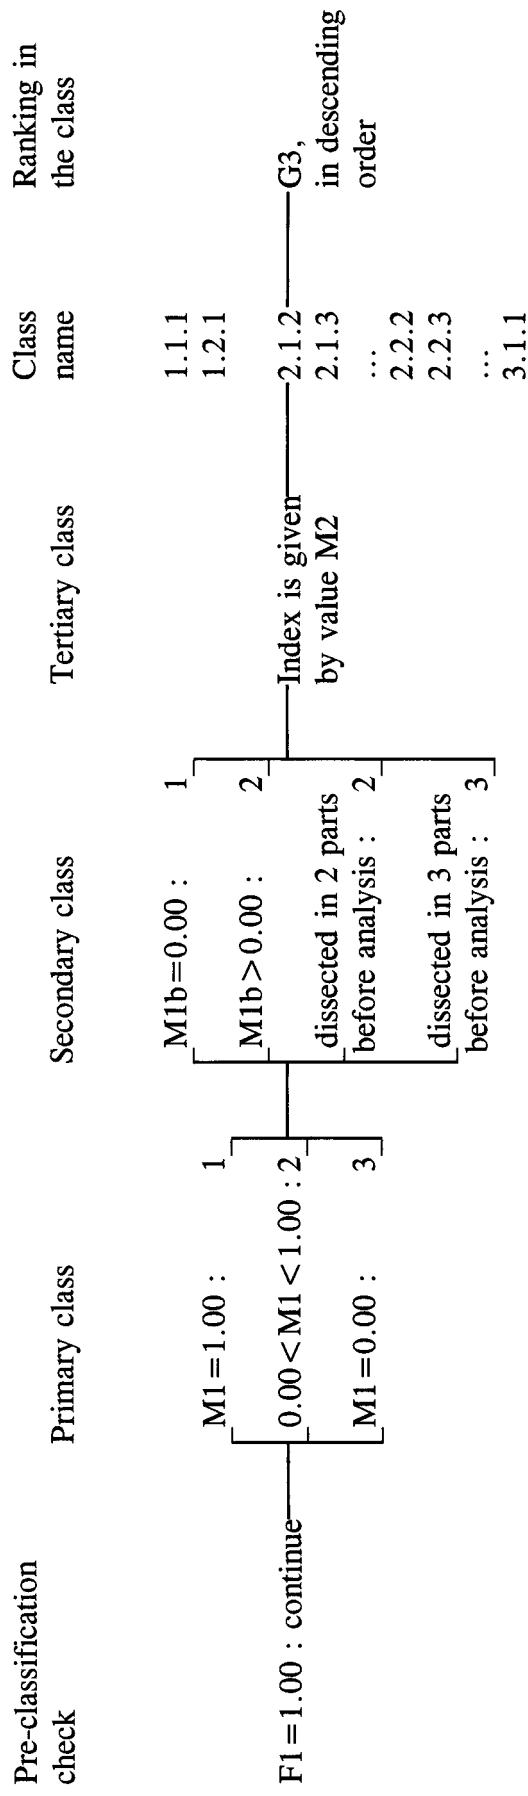 Pre-classification
check
F1=1.00 : continue
Primary class
M1=1.00 : 1
0.00<M1<1.00 : 2
M1=0.00 : 3
Secondary class
M1b=0.00 : 1
M1b>0.00 : 2
dissected in 2 parts
before analysis : 2
dissected in 3 parts
before analysis : 3
Tertiary class
Index is given
by value M2
Class
name
1.1.1
1.2.1
2.1.2
2.1.3
...
2.2.2
2.2.3
...
3.1.1
Ranking in
the class
G3,
in descending
order